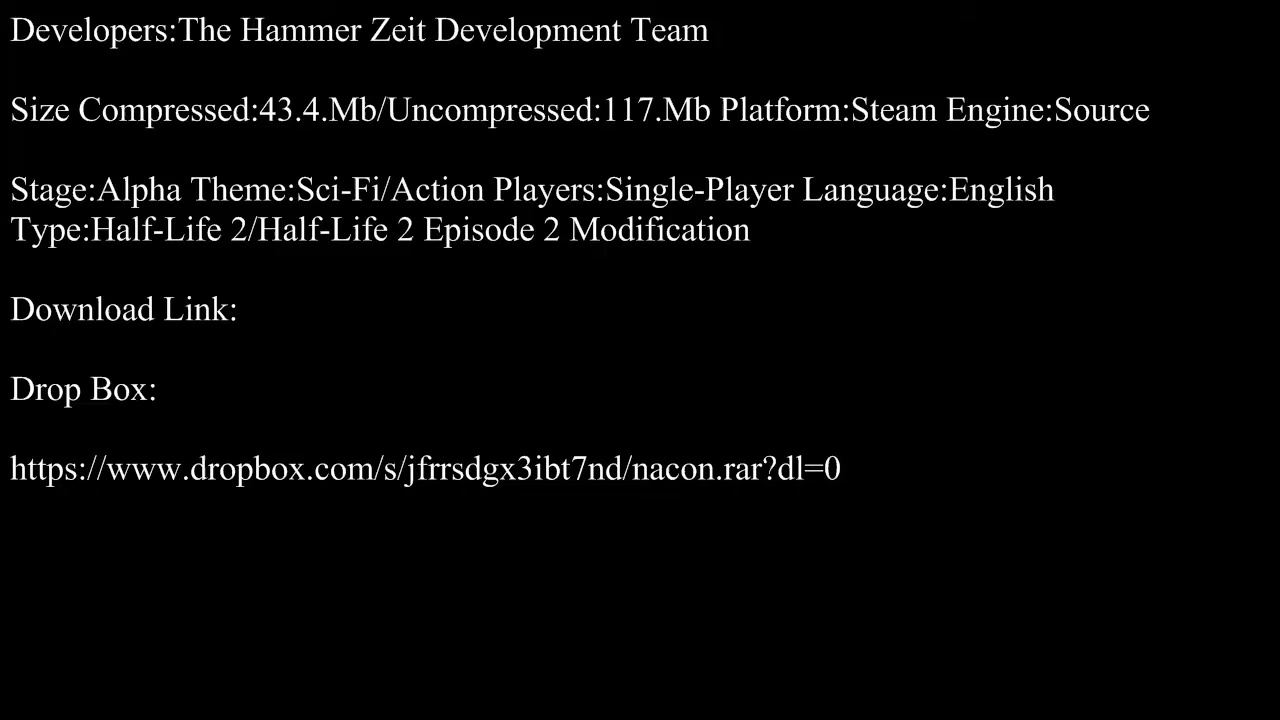 Developers:The Hammer Zeit Development Team
Size Compressed:43.4.Mb/Uncompressed:117.Mb Platform:Steam Engine:Source
Stage:Alpha Theme:Sci-Fi/Action Players:Single-Player Language:English
Type:Half-Life 2/Half-Life 2 Episode 2 Modification
Download Link:
Drop Box:
https://www.dropbox.com/s/jfrrsdgx3ibt7nd/nacon.rar?dl=0